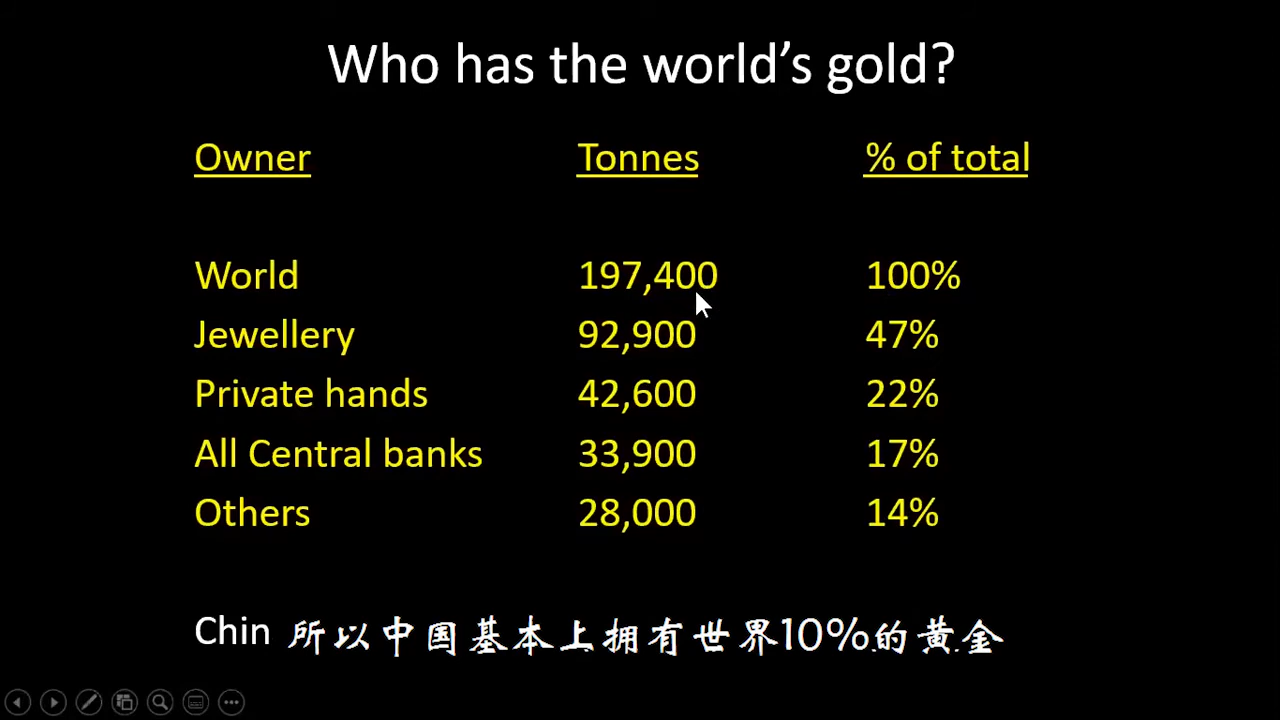 Who has the world’s gold?
Owner Tonnes % of total
World 197,400 100%
Jewellery 92,900 47%
Private hands 42,600 22%
All Central banks 33,900 17%
Others 28,000 14%
Chin 所以中国基本上拥有世界10%的黄金